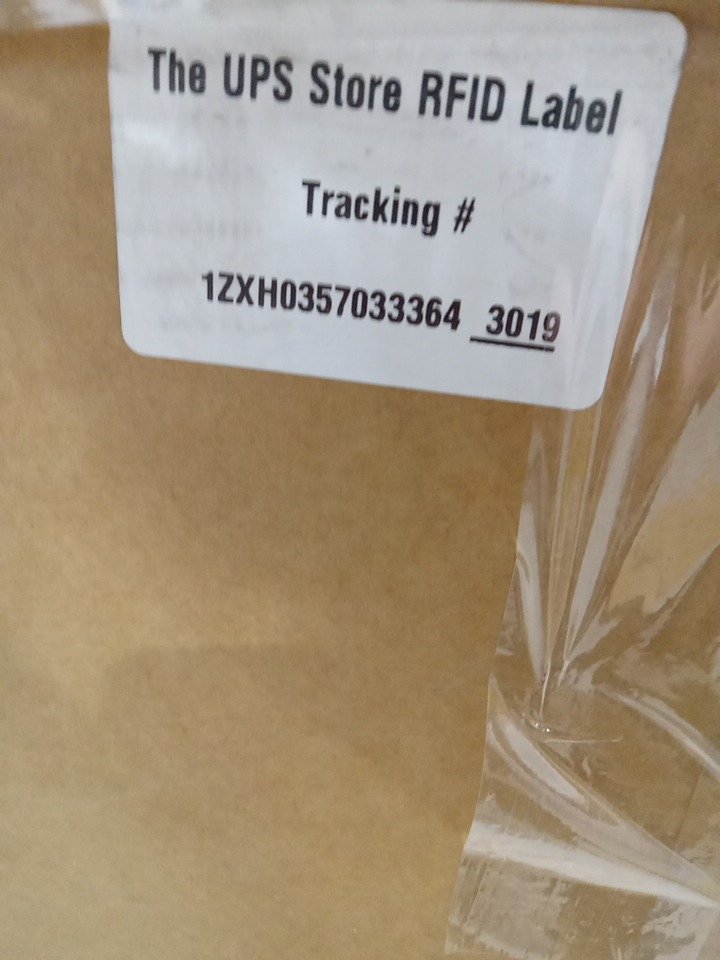 The UPS Store RFID Label
Tracking #
1ZXH0357033364 3019